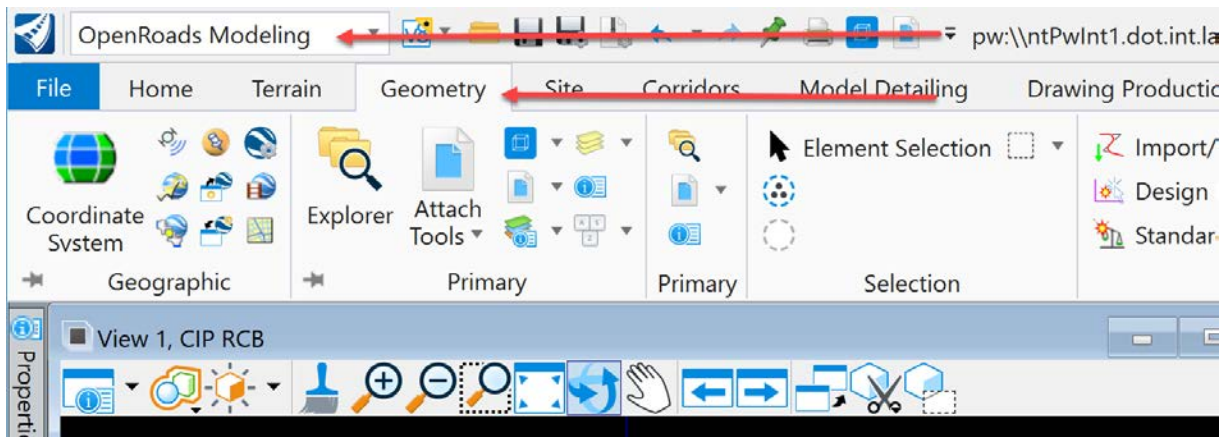 OpenRoads Modeling pw:\\ntPwInt1.dot.int.la
File Home Terrain Geometry Site Corridors Model Detailing Drawing Productio
Element Selection Import/
Design
Explorer Attach
Coordinate
Tools
System
Standar
Geographic Primary Primary Selection
View 1, CIP RCB
Properti